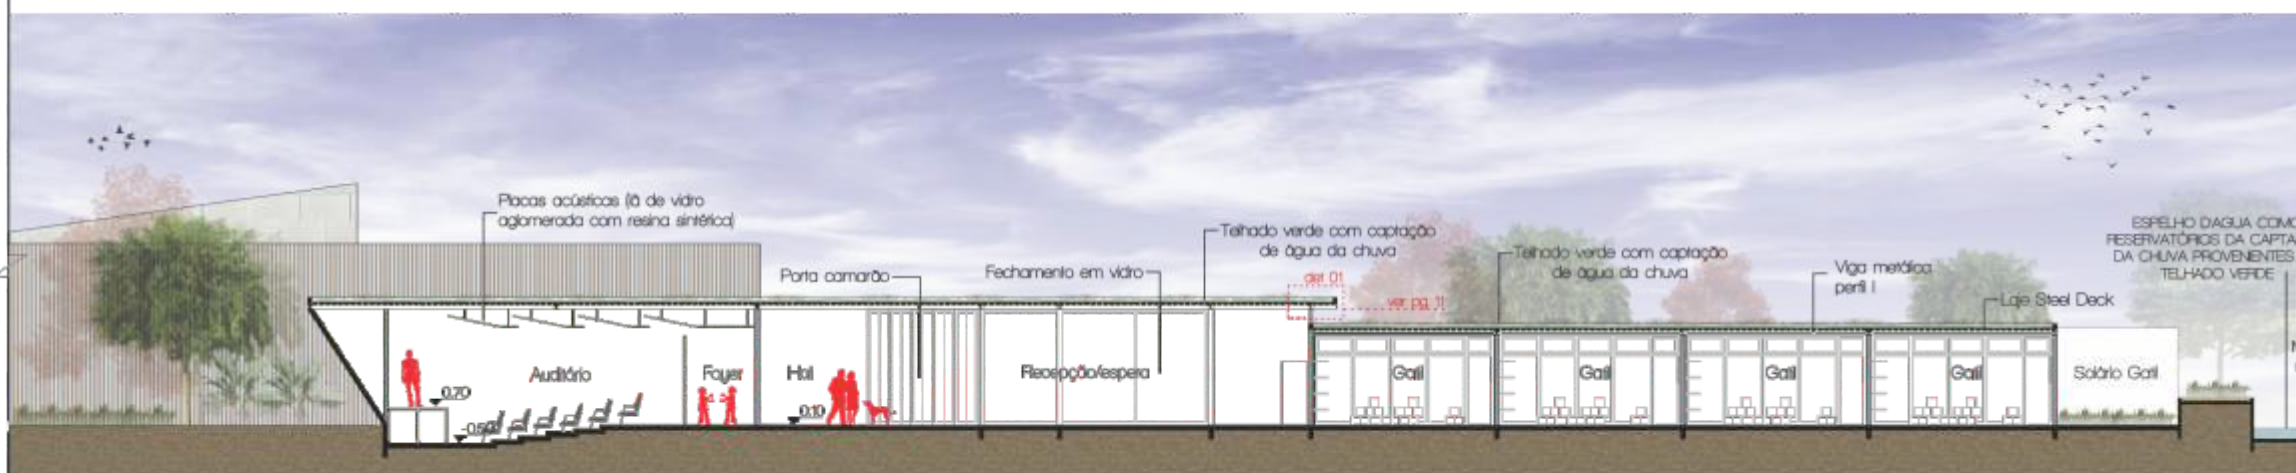 Placas acústicas (lã de vidro
aglomerada com resina sintética)
Porta camarão
Fechamento em vidro
Telhado verde com captação
de água da chuva
det 01
ver pg. 11
Telhado verde com captação
de água da chuva
Viga metálica
perfil I
Laje Steel Deck
ESPELHO D'AGUA COMO
RESERVATÓRIOS DA CAPTA
DA CHUVA PROVENIENTES
TELHADO VERDE
Auditório
Foyer
Hall
Recepção/espera
Gatil
Gatil
Gatil
Gatil
Solário Gatil
0.70
-0.50
0.10